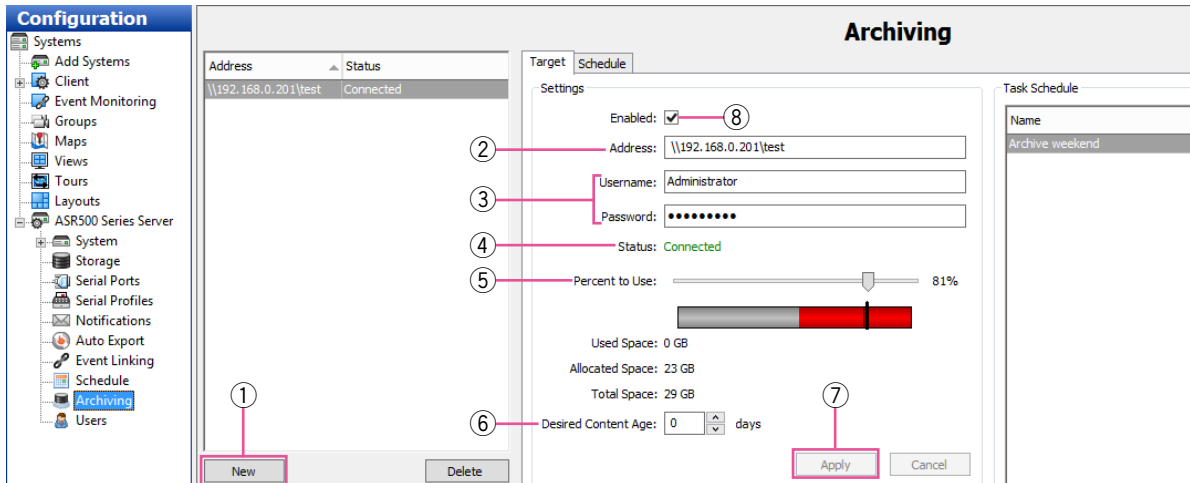 Configuration
Systems
Add Systems
Client
Event Monitoring
Groups
Maps
Views
Tours
Layouts
ASR500 Series Server
System
Storage
Serial Ports
Serial Profiles
Notifications
Auto Export
Event Linking
Schedule
Archiving
Users
Archiving
Address Status
\\192.168.0.201\test Connected
1
New Delete
Target Schedule
Settings
Enabled: 8
2 Address: \\192.168.0.201\test
3 Username: Administrator
Password: •••••••••
4 Status: Connected
5 Percent to Use: 81%
Used Space: 0 GB
Allocated Space: 23 GB
Total Space: 29 GB
6 Desired Content Age: 0 days
7
Apply Cancel
Task Schedule
Name
Archive weekend